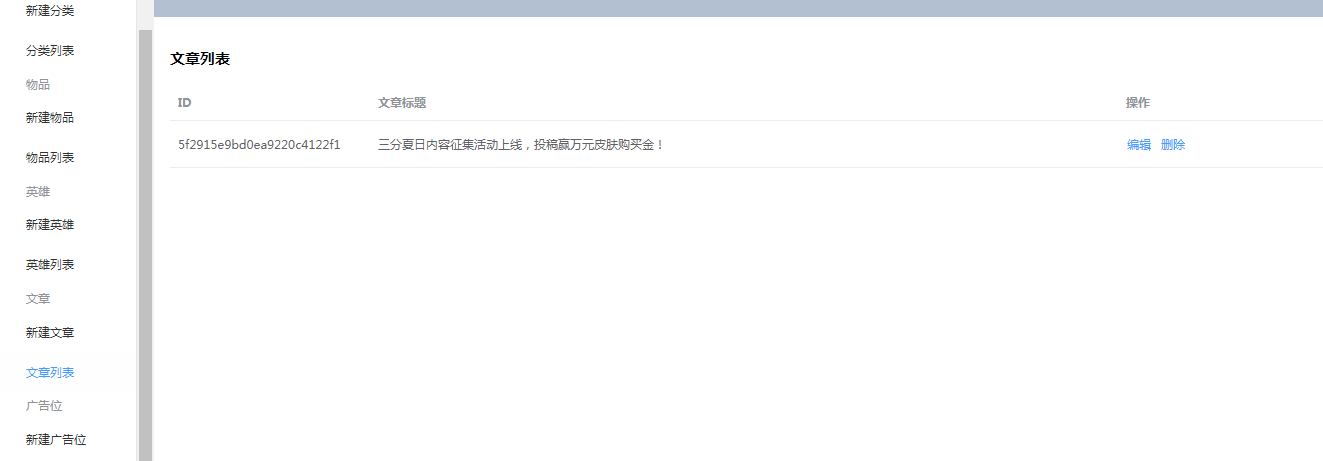 新建分类
分类列表
物品
新建物品
物品列表
英雄
新建英雄
英雄列表
文章
新建文章
文章列表
广告位
新建广告位
文章列表
ID 文章标题 操作
5f2915e9bd0ea9220c4122f1 三分夏日内容征集活动上线，投稿赢万元皮肤购买金！ 编辑 删除